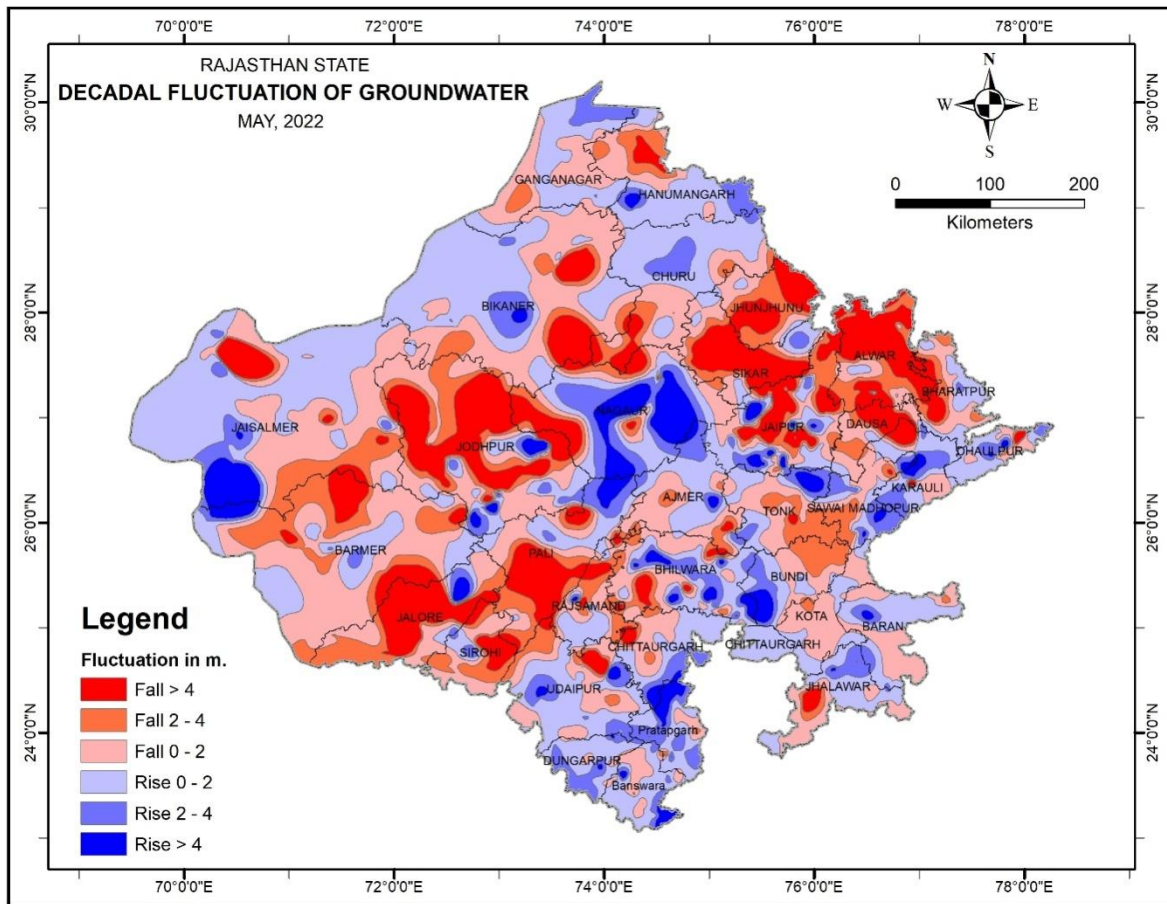 70°0'0"E 72°0'0"E 74°0'0"E 76°0'0"E 78°0'0"E
RAJASTHAN STATE
DECADAL FLUCTUATION OF GROUNDWATER
MAY, 2022
N
W E
S
0 100 200
Kilometers
30°0'0"N 30°0'0"N
28°0'0"N 28°0'0"N
26°0'0"N 26°0'0"N
24°0'0"N 24°0'0"N
GANGANAGAR
HANUMANGARH
CHURU
BIKANER
JHUNJHUNU
ALWAR
SIKAR
BHARATPUR
NAGAUR
JAISALMER
JAIPUR
DAUSA
JODHPUR
DHAULPUR
KARAULI
AJMER
TONK
SAWAI MADHOPUR
BARMER
PALI
BHILWARA
BUNDI
JALORE
RAJSAMAND
KOTA
BARAN
SIROHI
CHITTAURGARH
CHITTAURGARH
UDAIPUR
JHALAWAR
Pratapgarh
DUNGARPUR
Banswara
Legend
Fluctuation in m.
Fall > 4
Fall 2 - 4
Fall 0 - 2
Rise 0 - 2
Rise 2 - 4
Rise > 4
70°0'0"E 72°0'0"E 74°0'0"E 76°0'0"E 78°0'0"E